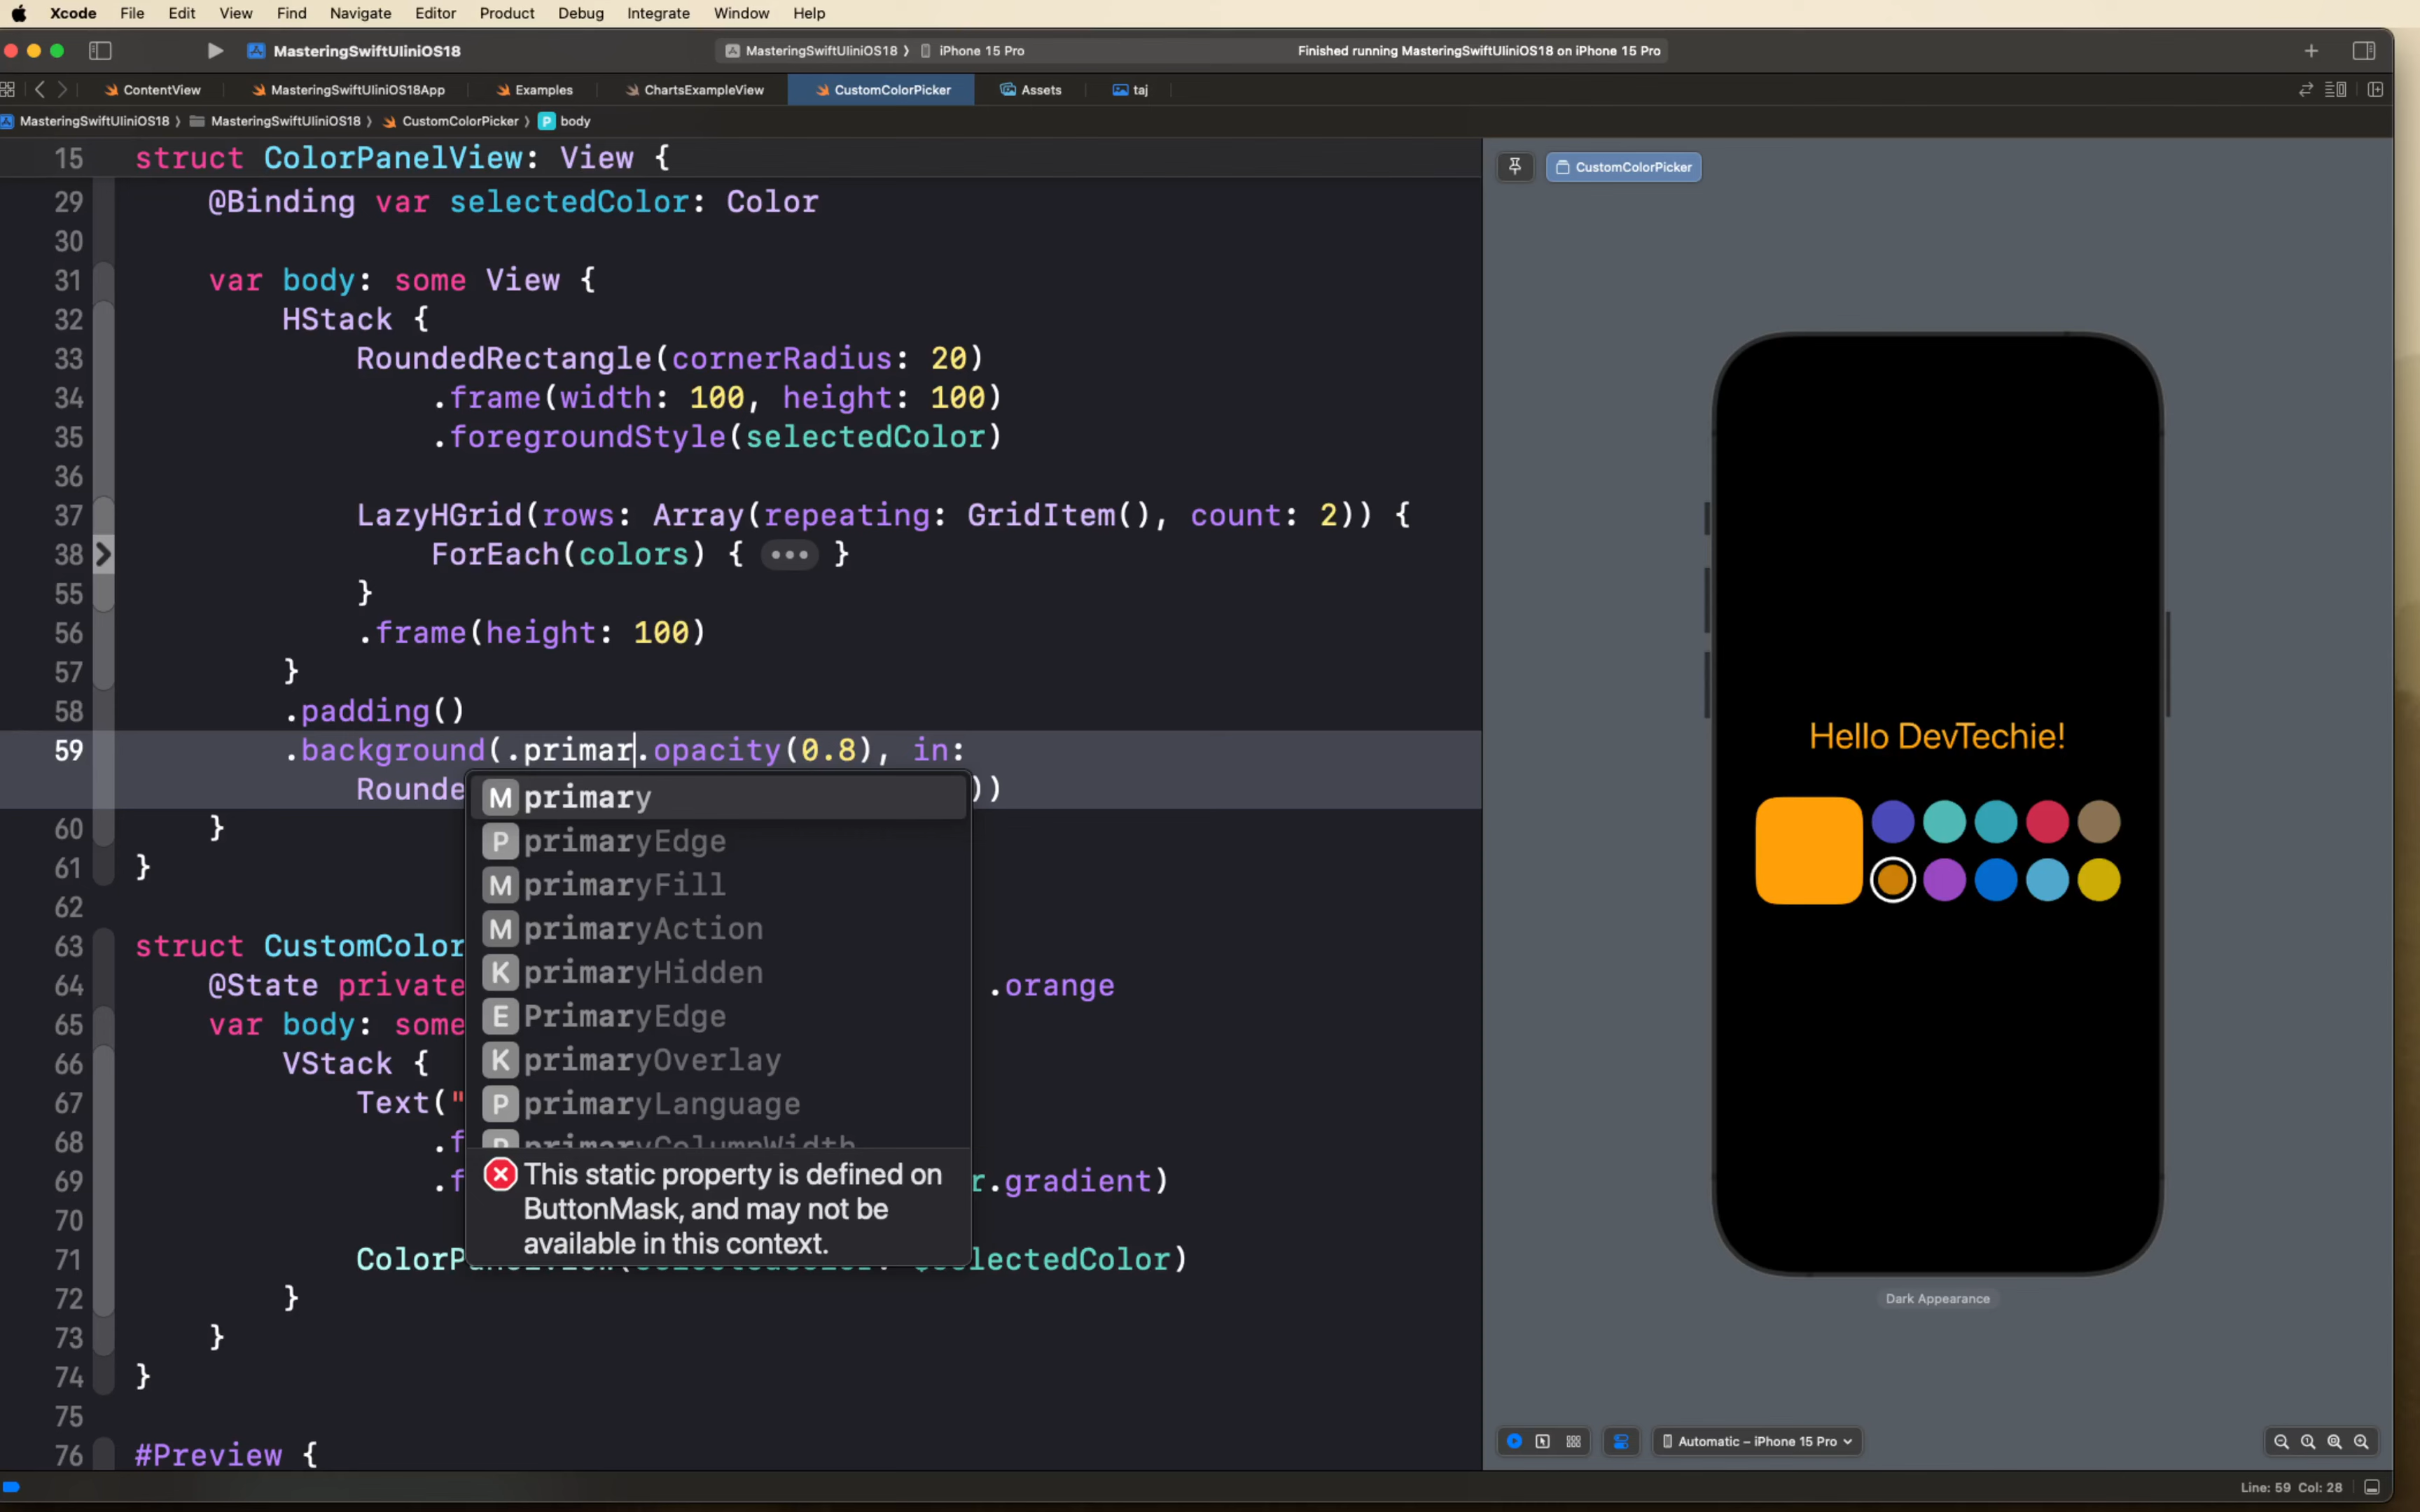 Xcode File Edit View Find Navigate Editor Product Debug Integrate Window Help
MasteringSwiftUIiniOS18
MasteringSwiftUIiniOS18 〉 iPhone 15 Pro
Finished running MasteringSwiftUIiniOS18 on iPhone 15 Pro
ContentView MasteringSwiftUIiniOS18App Examples ChartsExampleView CustomColorPicker Assets taj
MasteringSwiftUIiniOS18 〉 MasteringSwiftUIiniOS18 〉 CustomColorPicker 〉 P body
15 struct ColorPanelView: View {
29 @Binding var selectedColor: Color
30
31 var body: some View {
32 HStack {
33 RoundedRectangle(cornerRadius: 20)
34 .frame(width: 100, height: 100)
35 .foregroundStyle(selectedColor)
36
37 LazyHGrid(rows: Array(repeating: GridItem(), count: 2)) {
38 ForEach(colors) { ••• }
55 }
56 .frame(height: 100)
57 }
58 .padding()
59 .background(.primar.opacity(0.8), in:
Rounde ))
60 }
61 }
62
63 struct CustomColor
64 @State private .orange
65 var body: some
66 VStack {
67 Text("
68 .f
69 .f r.gradient)
70
71 ColorP lectedColor)
72 }
73 }
74 }
75
76 #Preview {
M primary
P primaryEdge
M primaryFill
M primaryAction
K primaryHidden
E PrimaryEdge
K primaryOverlay
P primaryLanguage
P primaryColumnWidth
This static property is defined on
ButtonMask, and may not be
available in this context.
CustomColorPicker
Hello DevTechie!
Dark Appearance
Automatic – iPhone 15 Pro
Line: 59 Col: 28